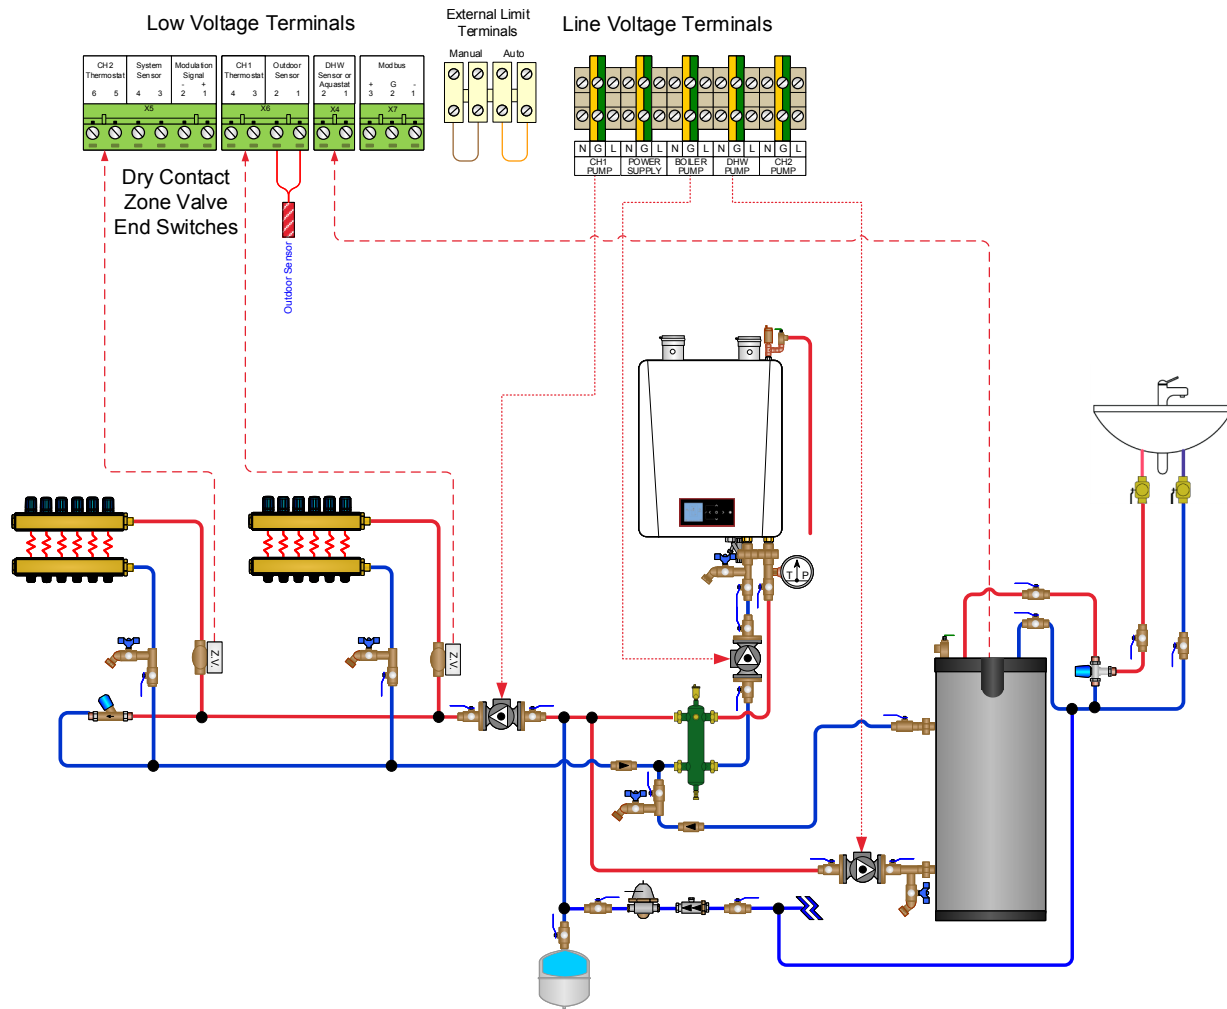 Low Voltage Terminals
External Limit
Terminals
Line Voltage Terminals
Manual Auto
CH2
Thermostat
6 5
System
Sensor
4 3
Modulation
Signal
- +
2 1
X5
CH1
Thermostat
4 3
Outdoor
Sensor
2 1
X6
DHW
Sensor or
Aquastat
2 1
X4
Modbus
+ G -
3 2 1
X7
N G L N G L N G L N G L N G L
CH1
PUMP
POWER
SUPPLY
BOILER
PUMP
DHW
PUMP
CH2
PUMP
Dry Contact
Zone Valve
End Switches
Outdoor Sensor
T P
Z.V.
Z.V.